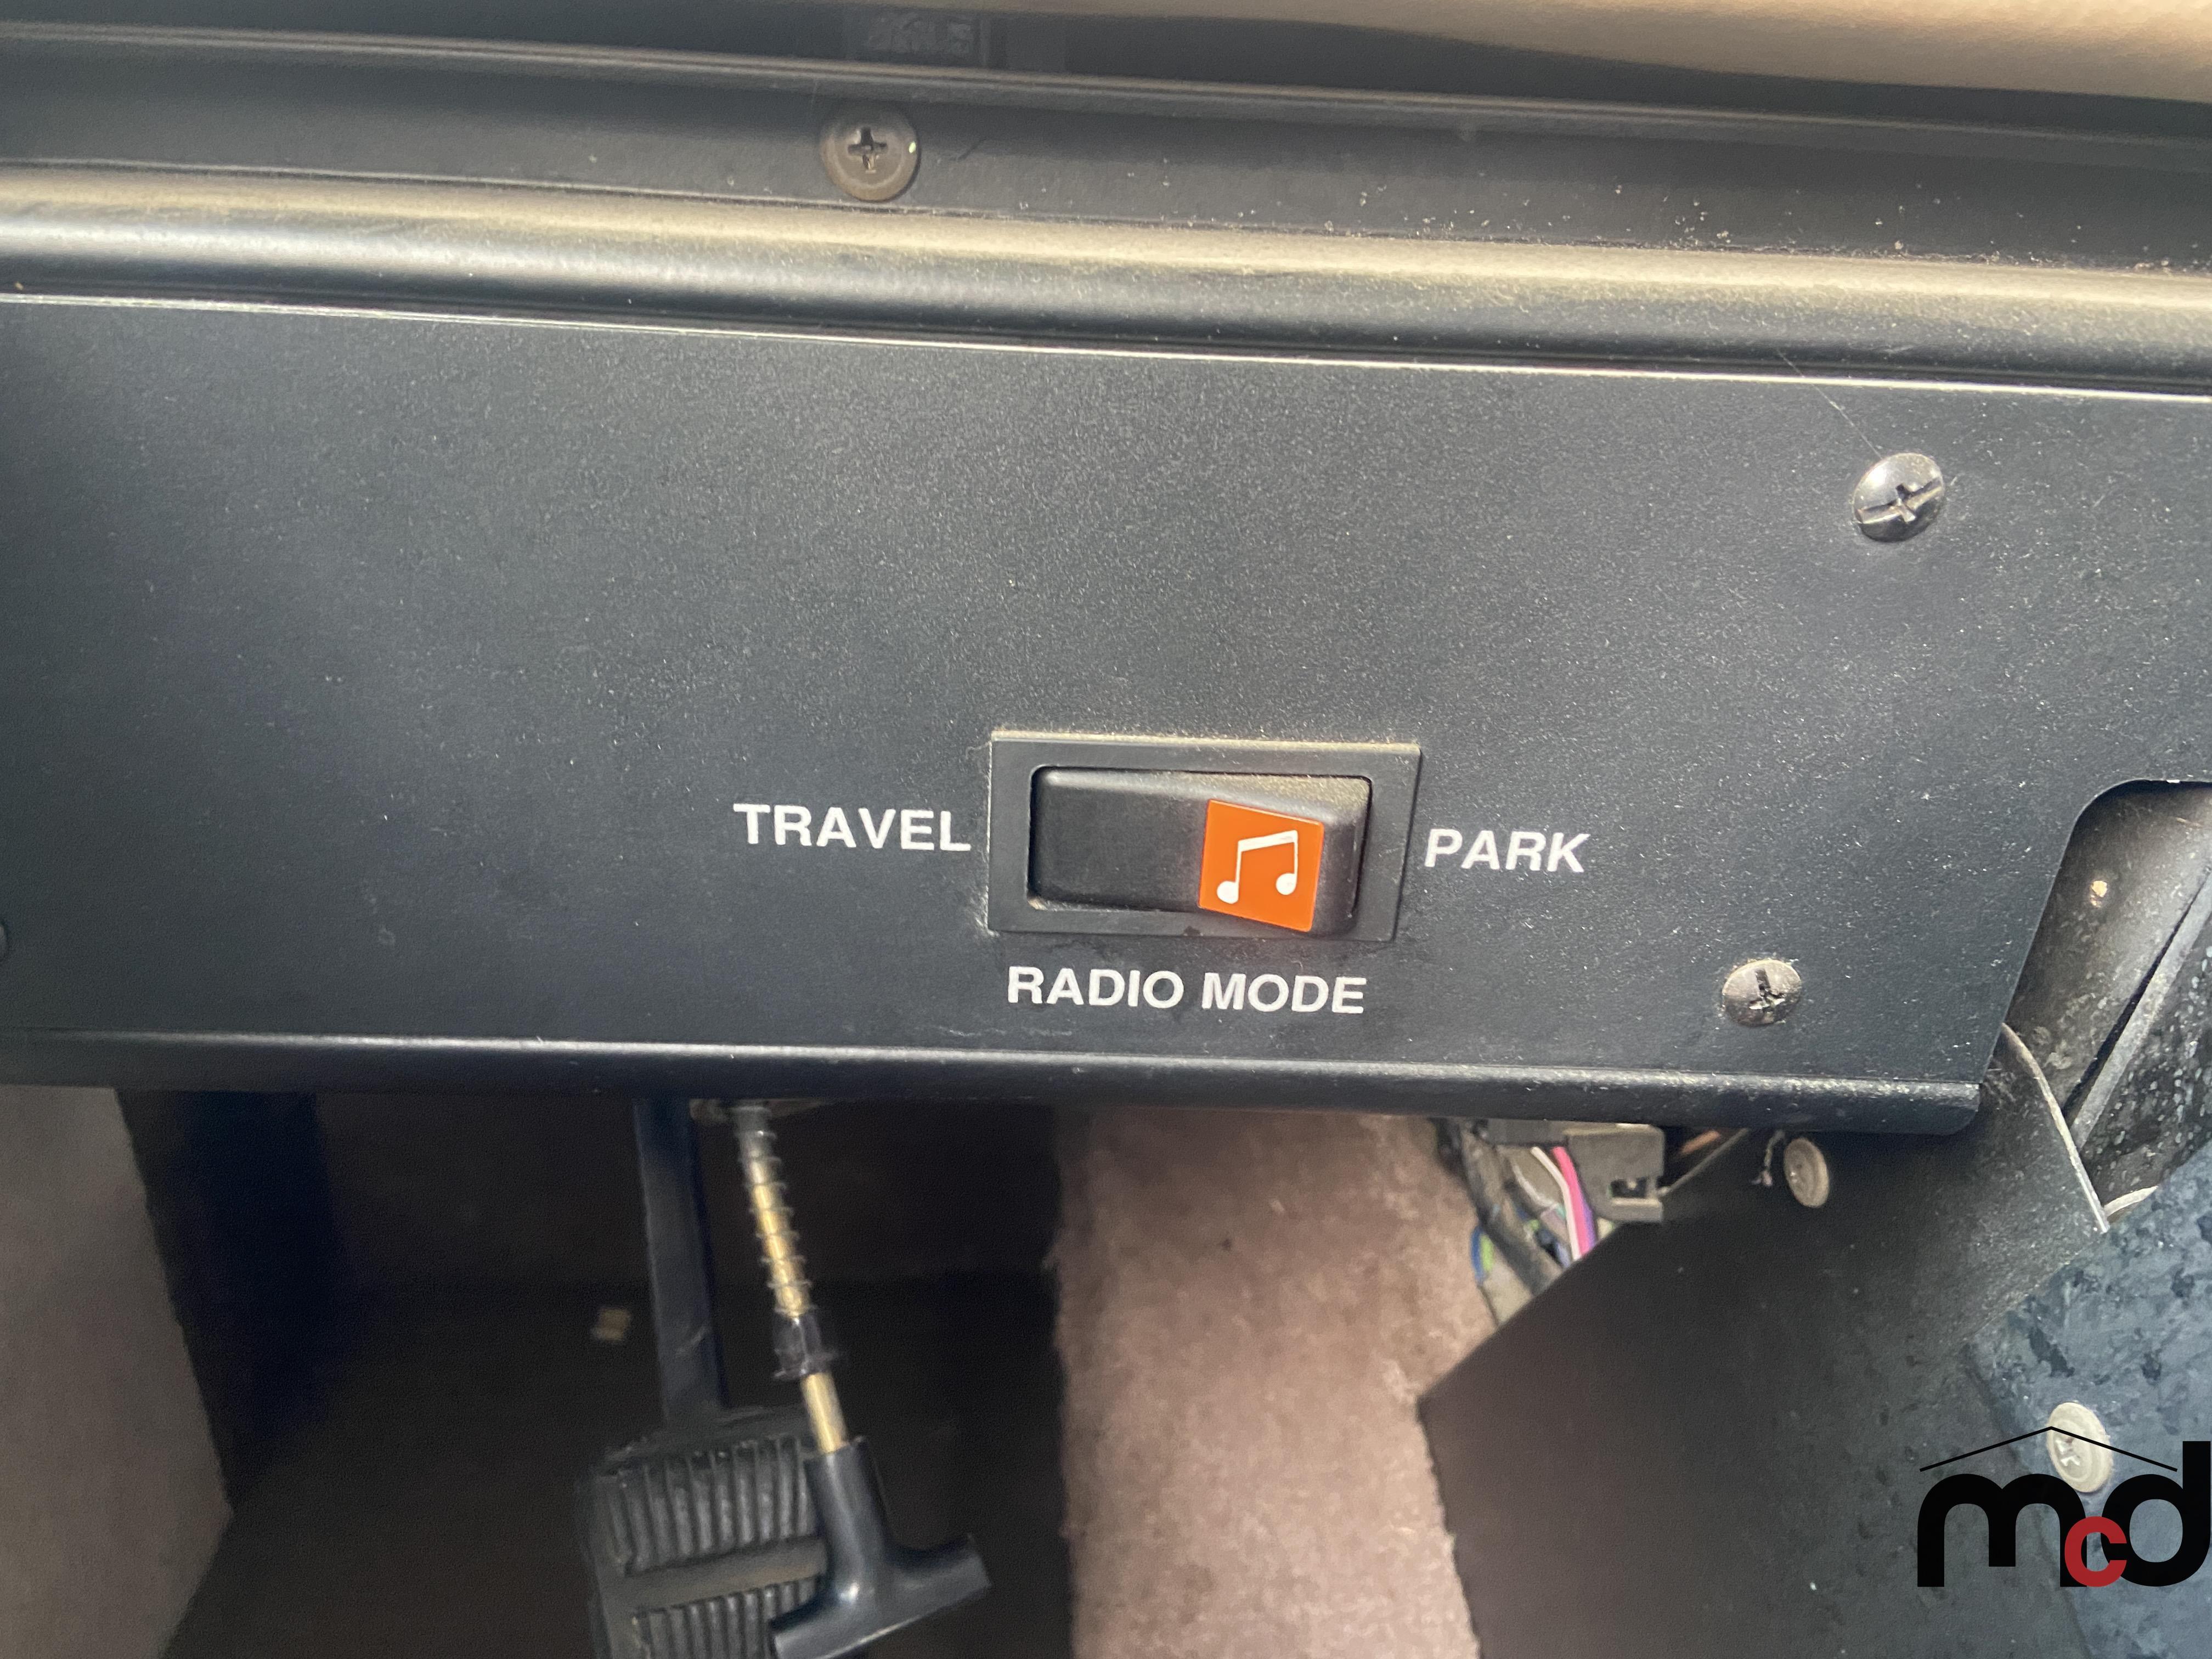 TRAVEL
PARK
RADIO MODE
mcd